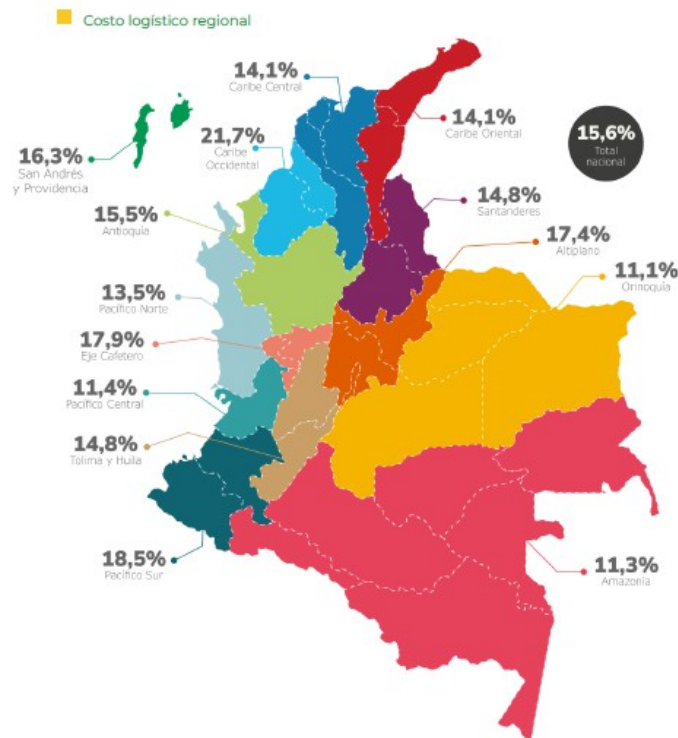 Costo logístico regional
14,1%
Caribe Central
14,1%
Caribe Oriental
15,6%
Total
nacional
21,7%
Caribe
Occidental
16,3%
San Andrés
y Providencia
14,8%
Santanderes
15,5%
Antioquía
17,4%
Altiplano
11,1%
Orinoquía
13,5%
Pacífico Norte
17,9%
Eje Cafetero
11,4%
Pacífico Central
14,8%
Tolima y Huila
18,5%
Pacífico Sur
11,3%
Amazonía